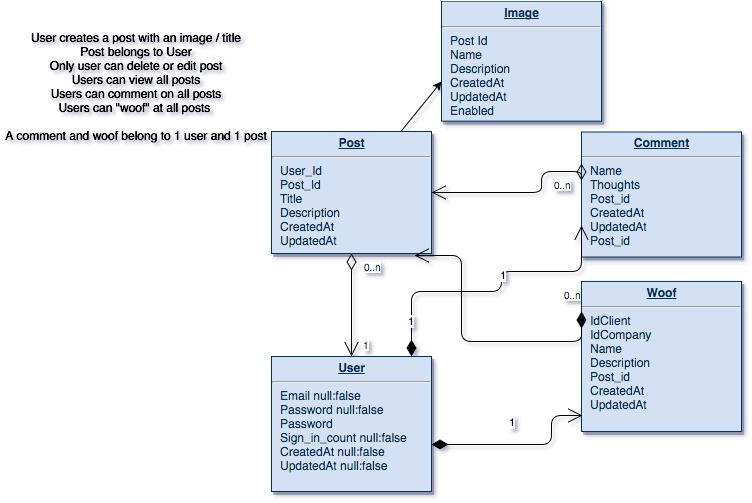 User creates a post with an image / title
Post belongs to User
Only user can delete or edit post
Users can view all posts
Users can comment on all posts
Users can "woof" at all posts
A comment and woof belong to 1 user and 1 post
Image
Post Id
Name
Description
CreatedAt
UpdatedAt
Enabled
Post
User_Id
Post_Id
Title
Description
CreatedAt
UpdatedAt
Comment
Name
Thoughts
Post_id
CreatedAt
UpdatedAt
Post_id
0..n
0..n
1
1
1
0..n
Woof
IdClient
IdCompany
Name
Description
Post_id
CreatedAt
UpdatedAt
User
Email null:false
Password null:false
Password
Sign_in_count null:false
CreatedAt null:false
UpdatedAt null:false
1